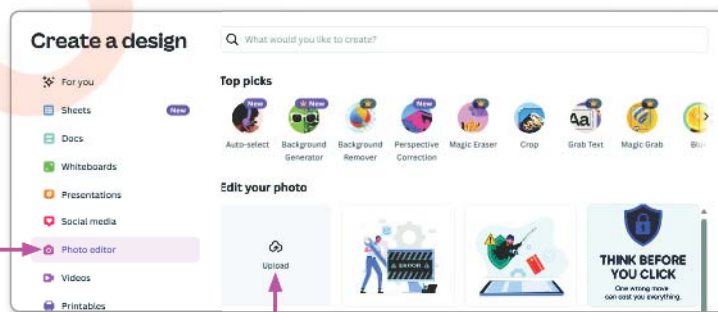 Create a design
What would you like to create?
For you
Sheets New
Docs
Whiteboards
Presentations
Social media
Photo editor
Videos
Printables
Top picks
New New New
Auto-select Background Generator Background Remover Perspective Correction Magic Eraser Crop Grab Text Magic Grab Blu
Aa
Edit your photo
Upload
ERROR
THINK BEFORE
YOU CLICK
One wrong move
can cost you everything.